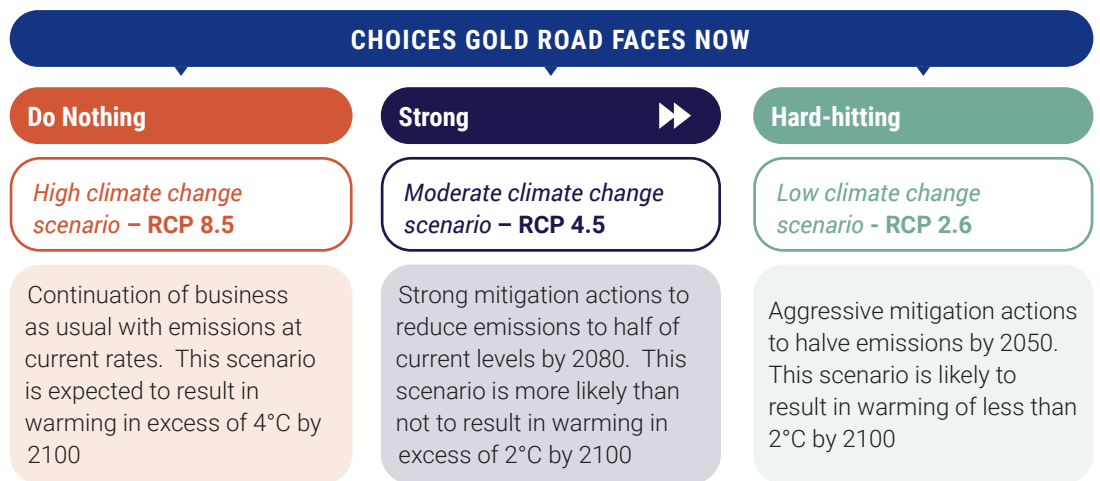 CHOICES GOLD ROAD FACES NOW
Do Nothing
High climate change
scenario – RCP 8.5
Continuation of business
as usual with emissions at
current rates. This scenario
is expected to result in
warming in excess of 4°C by
2100
Strong
Moderate climate change
scenario – RCP 4.5
Strong mitigation actions to
reduce emissions to half of
current levels by 2080. This
scenario is more likely than
not to result in warming in
excess of 2°C by 2100
Hard-hitting
Low climate change
scenario - RCP 2.6
Aggressive mitigation actions
to halve emissions by 2050.
This scenario is likely to
result in warming of less than
2°C by 2100